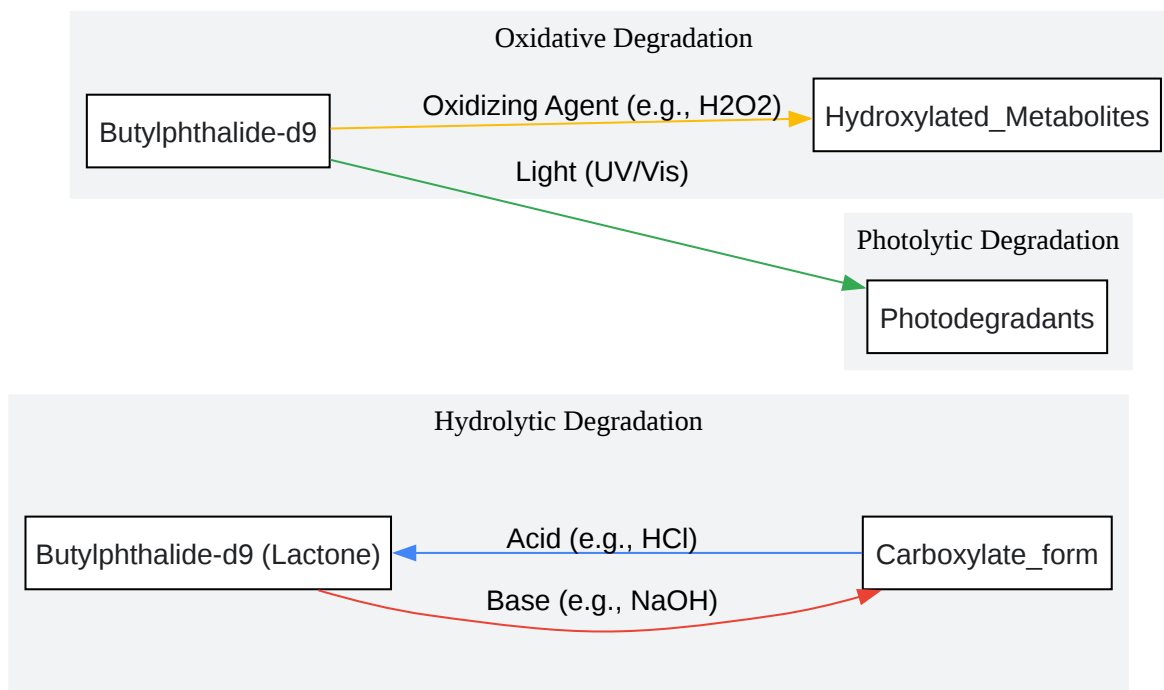 Oxidative Degradation
Butylphthalide-d9
Oxidizing Agent (e.g., H2O2)
Hydroxylated_Metabolites
Light (UV/Vis)
Photolytic Degradation
Photodegradants
Hydrolytic Degradation
Butylphthalide-d9 (Lactone)
Acid (e.g., HCl)
Carboxylate_form
Base (e.g., NaOH)